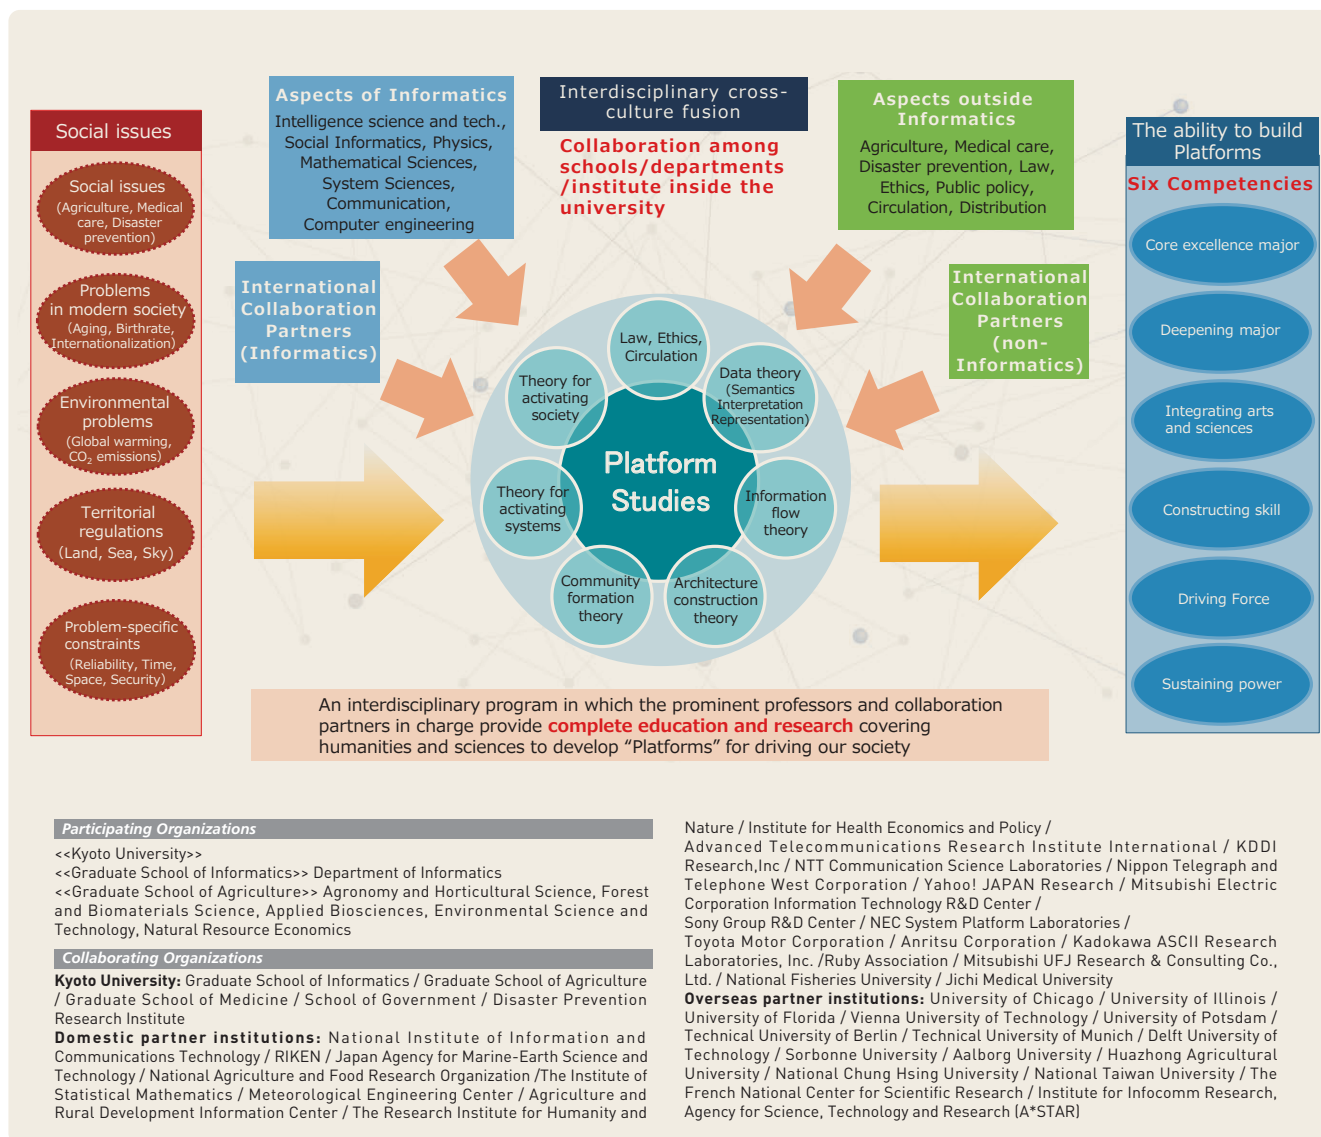 Social issues
Social issues
(Agriculture, Medical
care, Disaster
prevention)
Problems
in modern society
(Aging, Birthrate,
Internationalization)
Environmental
problems
(Global warming,
CO2 emissions)
Territorial
regulations
(Land, Sea, Sky)
Problem-specific
constraints
(Reliability, Time,
Space, Security)
Aspects of Informatics
Intelligence science and tech.,
Social Informatics, Physics,
Mathematical Sciences,
System Sciences,
Communication,
Computer engineering
International
Collaboration
Partners
(Informatics)
Interdisciplinary cross-
culture fusion
Collaboration among
schools/departments
/institute inside the
university
Aspects outside
Informatics
Agriculture, Medical care,
Disaster prevention, Law,
Ethics, Public policy,
Circulation, Distribution
International
Collaboration
Partners
(non-
Informatics)
Law, Ethics,
Circulation
Data theory
(Semantics
Interpretation
Representation)
Information
flow
theory
Architecture
construction
theory
Community
formation
theory
Theory for
activating
systems
Theory for
activating
society
Platform
Studies
The ability to build
Platforms
Six Competencies
Core excellence major
Deepening major
Integrating arts
and sciences
Constructing skill
Driving Force
Sustaining power
An interdisciplinary program in which the prominent professors and collaboration
partners in charge provide complete education and research covering
humanities and sciences to develop “Platforms” for driving our society
Participating Organizations
<<Kyoto University>>
<<Graduate School of Informatics>> Department of Informatics
<<Graduate School of Agriculture>> Agronomy and Horticultural Science, Forest
and Biomaterials Science, Applied Biosciences, Environmental Science and
Technology, Natural Resource Economics
Collaborating Organizations
Kyoto University: Graduate School of Informatics / Graduate School of Agriculture
/ Graduate School of Medicine / School of Government / Disaster Prevention
Research Institute
Domestic partner institutions: National Institute of Information and
Communications Technology / RIKEN / Japan Agency for Marine-Earth Science and
Technology / National Agriculture and Food Research Organization /The Institute of
Statistical Mathematics / Meteorological Engineering Center / Agriculture and
Rural Development Information Center / The Research Institute for Humanity and
Nature / Institute for Health Economics and Policy /
Advanced Telecommunications Research Institute International / KDDI
Research,Inc / NTT Communication Science Laboratories / Nippon Telegraph and
Telephone West Corporation / Yahoo! JAPAN Research / Mitsubishi Electric
Corporation Information Technology R&D Center /
Sony Group R&D Center / NEC System Platform Laboratories /
Toyota Motor Corporation / Anritsu Corporation / Kadokawa ASCII Research
Laboratories, Inc. /Ruby Association / Mitsubishi UFJ Research & Consulting Co.,
Ltd. / National Fisheries University / Jichi Medical University
Overseas partner institutions: University of Chicago / University of Illinois /
University of Florida / Vienna University of Technology / University of Potsdam /
Technical University of Berlin / Technical University of Munich / Delft University of
Technology / Sorbonne University / Aalborg University / Huazhong Agricultural
University / National Chung Hsing University / National Taiwan University / The
French National Center for Scientific Research / Institute for Infocomm Research,
Agency for Science, Technology and Research (A*STAR)